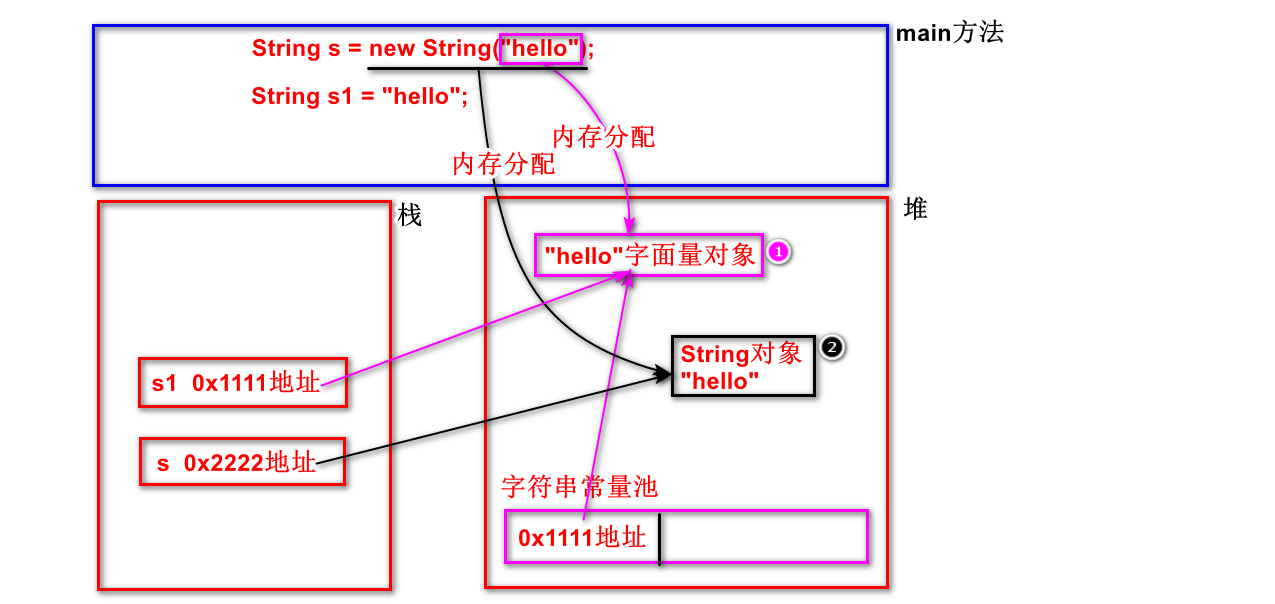 main方法
String s = new String("hello");
String s1 = "hello";
内存分配
内存分配
栈
堆
"hello"字面量对象
1
String对象
"hello"
2
s1 0x1111地址
s 0x2222地址
字符串常量池
0x1111地址